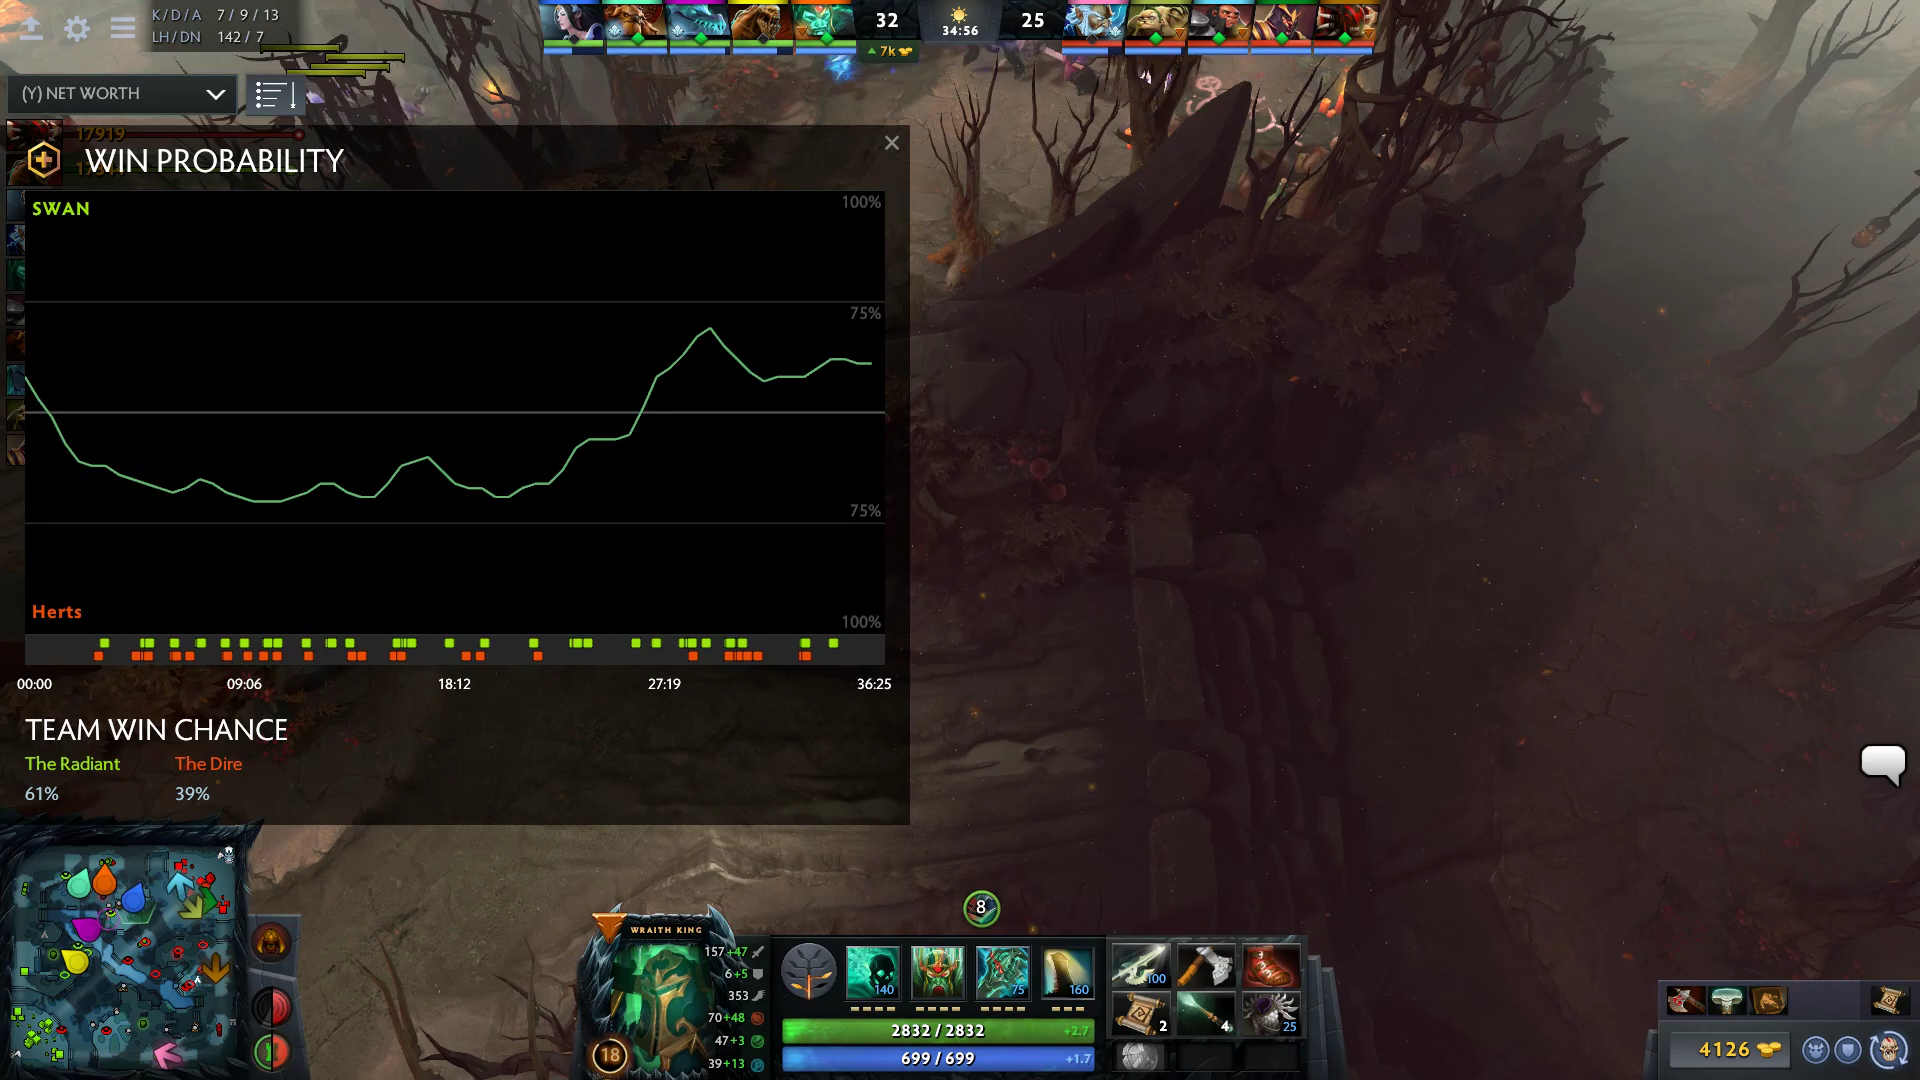 K/D/A 7 / 9 / 13
LH/DN 142 / 7
32
34:56
25
7k
(Y) NET WORTH
17919
WIN PROBABILITY
SWAN
100%
75%
75%
Herts
100%
00:00 09:06 18:12 27:19 36:25
TEAM WIN CHANCE
The Radiant The Dire
61% 39%
8
WRAITH KING
157+47
6+5
353
70+48
47+3
39+13
18
140
75
160
2832 / 2832 +2.7
699 / 699 +1.7
100
2
4
25
4126